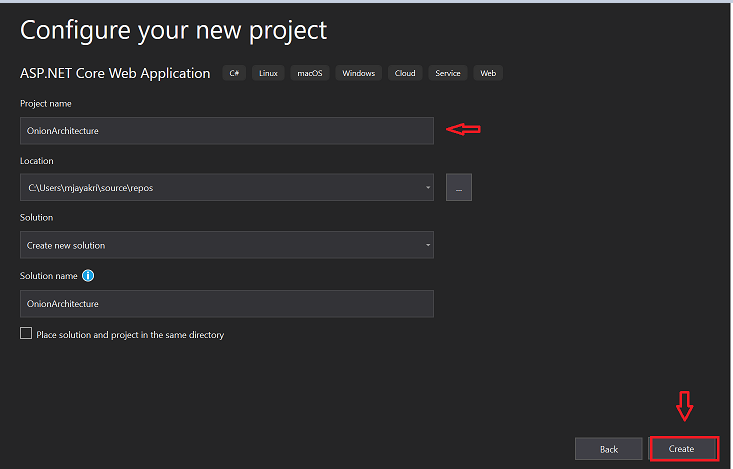 Configure your new project
ASP.NET Core Web Application C# Linux macOS Windows Cloud Service Web
Project name
OnionArchitecture
Location
C:\Users\mjayakri\source\repos
...
Solution
Create new solution
Solution name
OnionArchitecture
Place solution and project in the same directory
Back Create